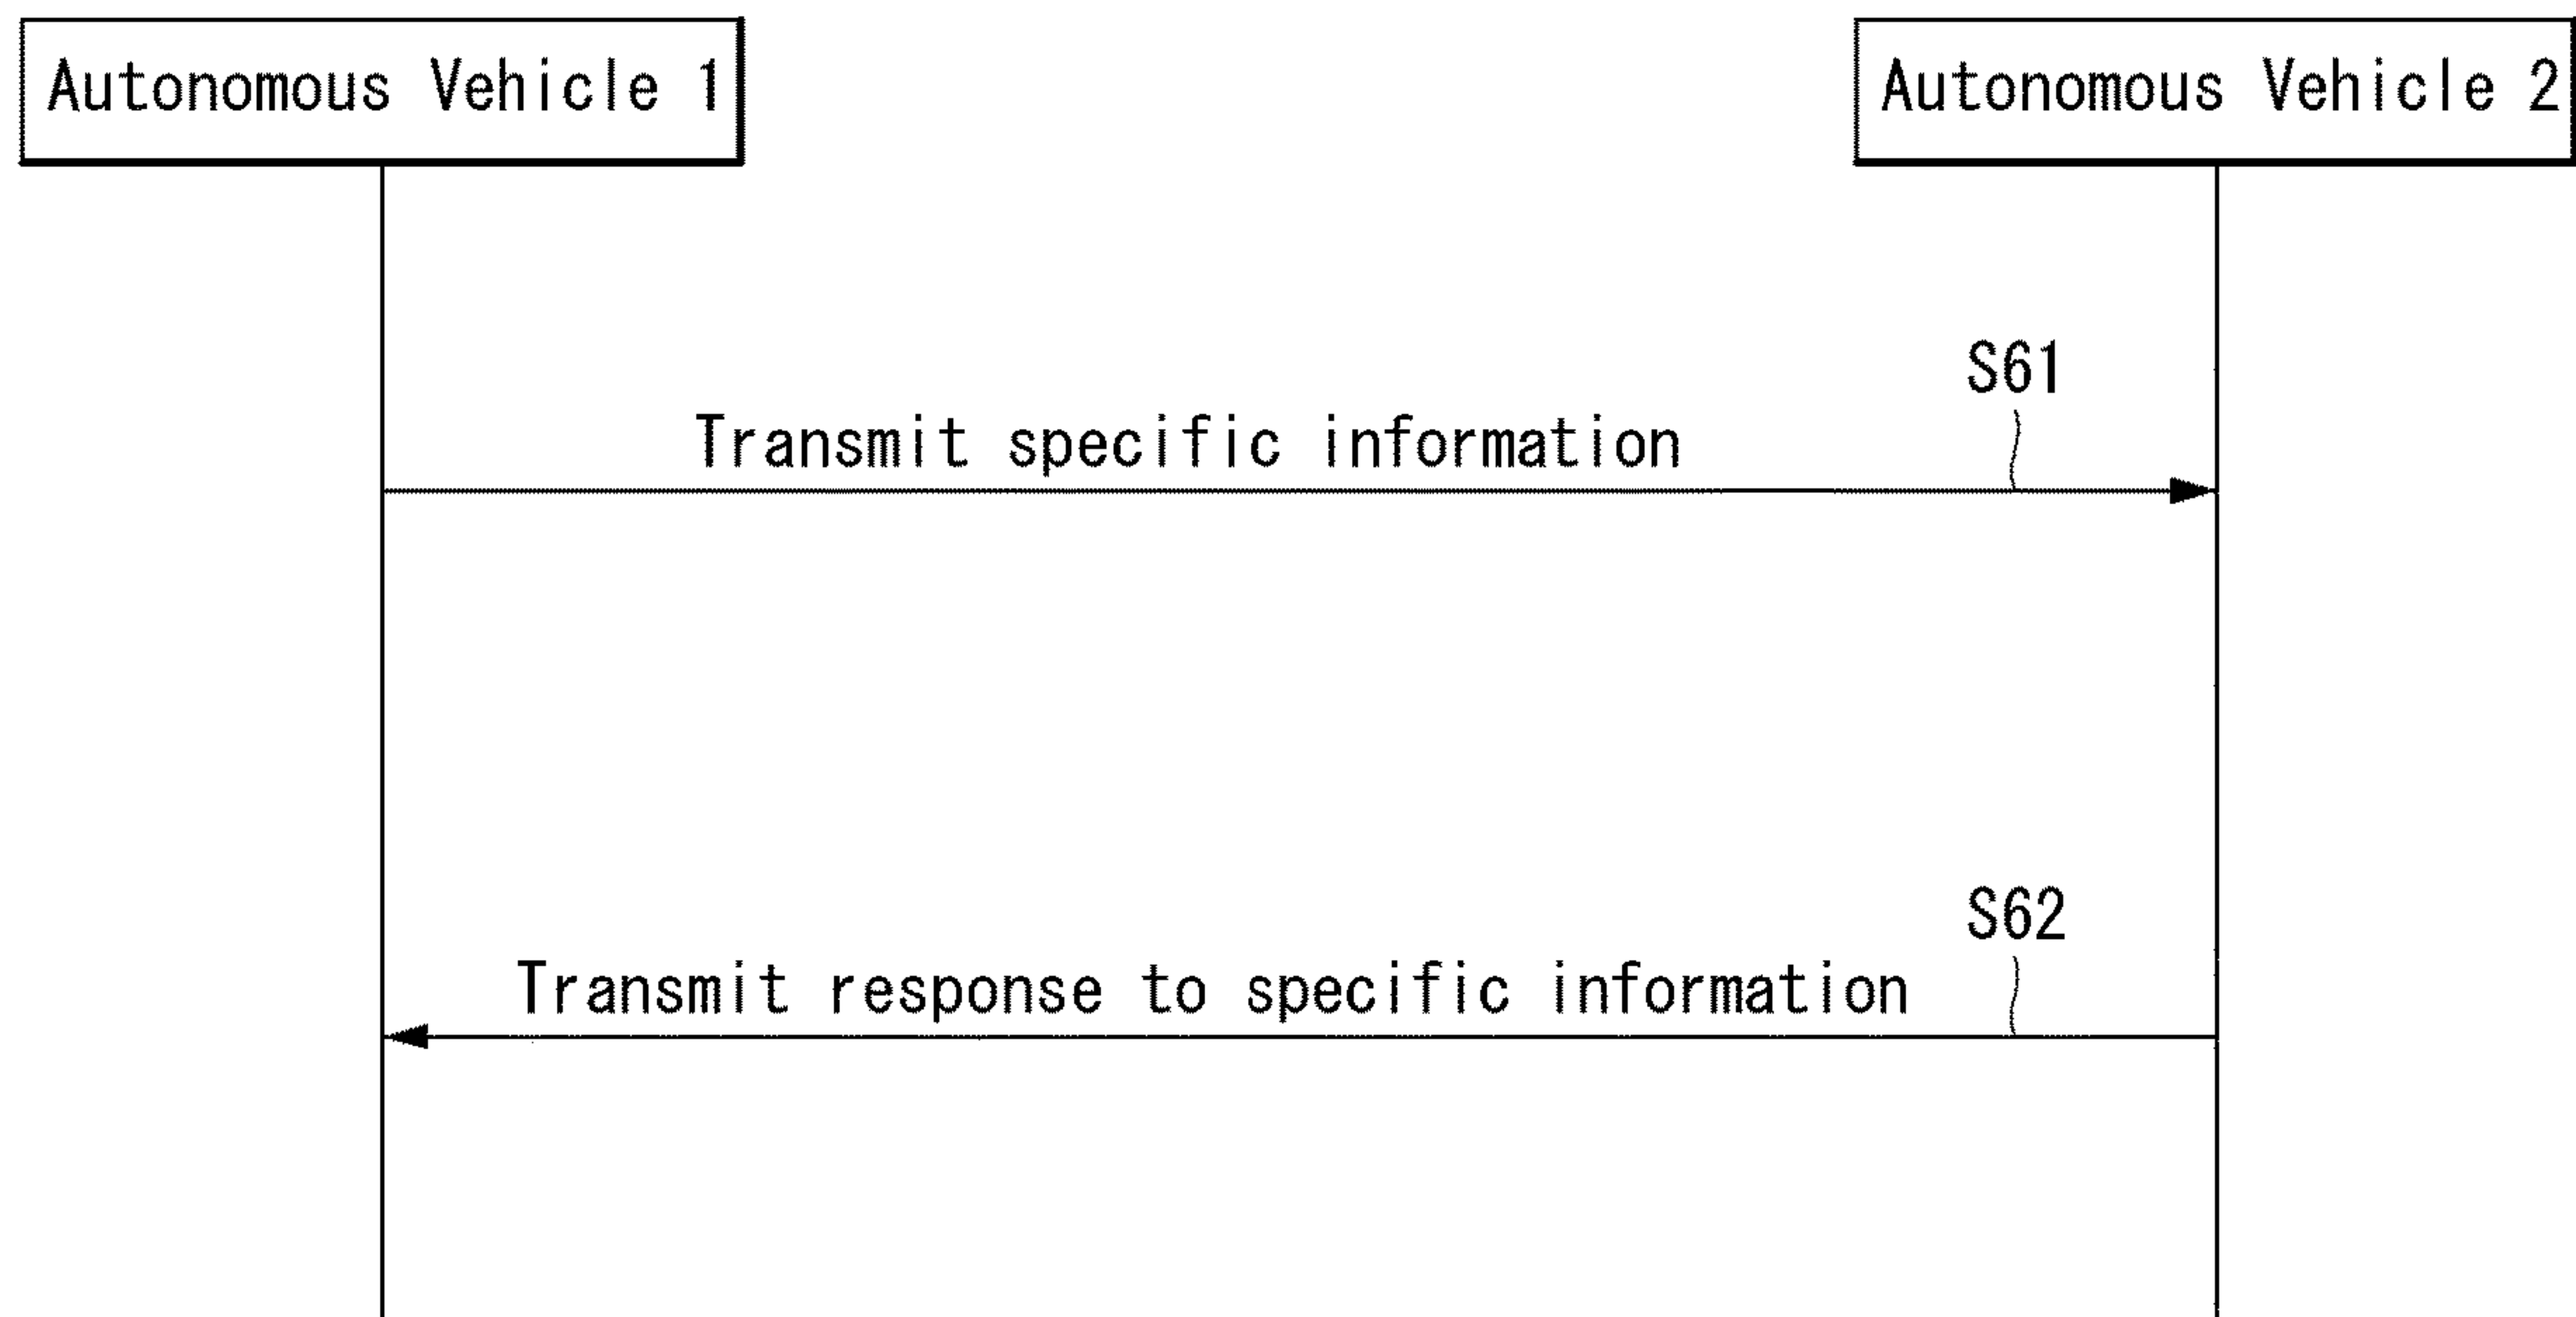 Autonomous Vehicle 1
Autonomous Vehicle 2
S61
Transmit specific information
S62
Transmit response to specific information